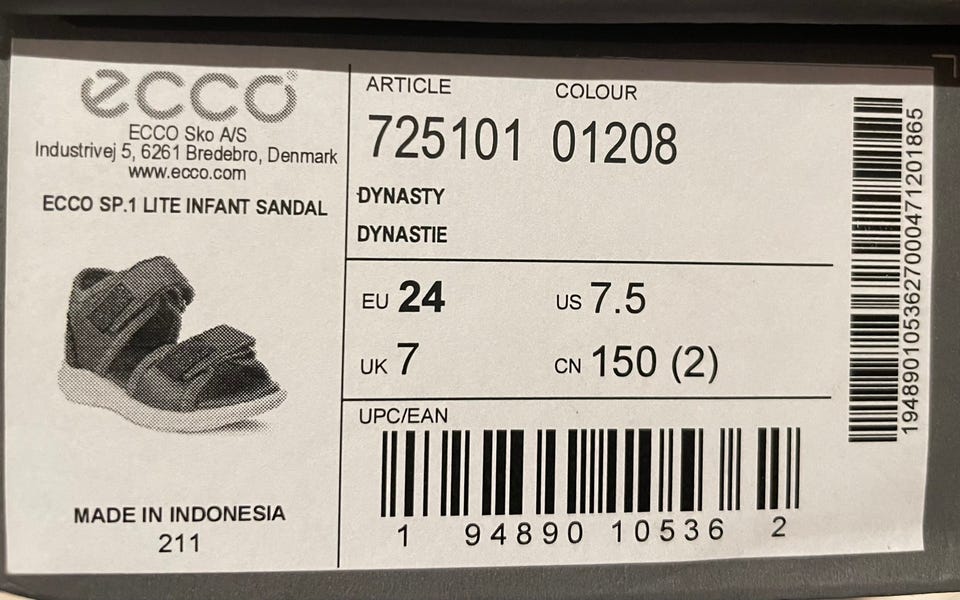 ecco
ECCO Sko A/S
Industrivej 5, 6261 Bredebro, Denmark
www.ecco.com
ECCO SP.1 LITE INFANT SANDAL
MADE IN INDONESIA
211
ARTICLE COLOUR
725101 01208
DYNASTY
DYNASTIE
EU 24 US 7.5
UK 7 CN 150 (2)
UPC/EAN
1 94890 10536 2
1948901053627000471201865